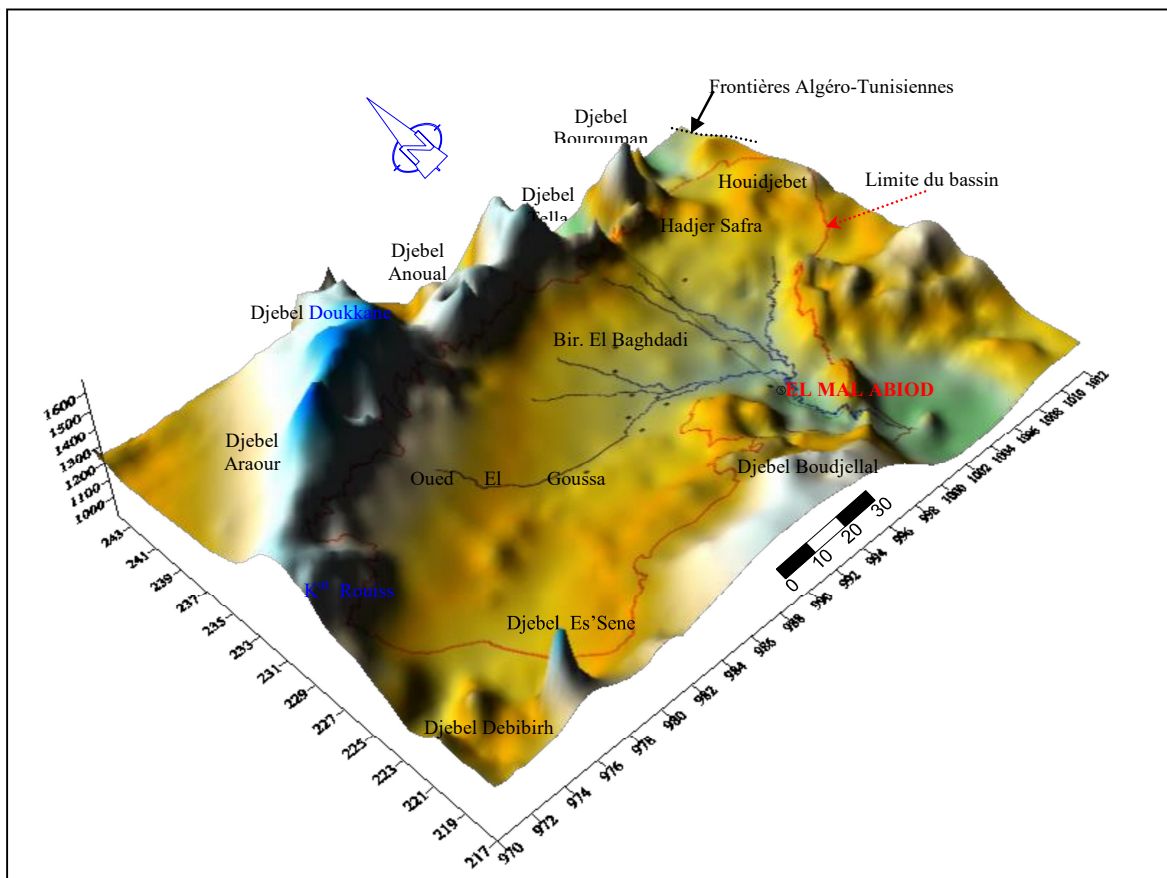 Frontières Algéro-Tunisiennes
Djebel
Bourouman
Houidjebet
Limite du bassin
Djebel
Tella
Hadjer Safra
N
Djebel
Anoual
Djebel Doukkane
Bir. El Baghdadi
EL MAL ABIOD
Djebel
Araour
Oued El Goussa
Djebel Boudjellal
K^at Rouiss
Djebel Es’Sene
Djebel Debibirh
0 10 20 30
1600
1500
1400
1300
1200
1100
1000
243
241
239
237
235
233
231
229
227
225
223
221
219
217
970
972
974
976
978
980
982
984
986
988
990
992
994
996
998
1000
1002
1004
1006
1008
1010
1012